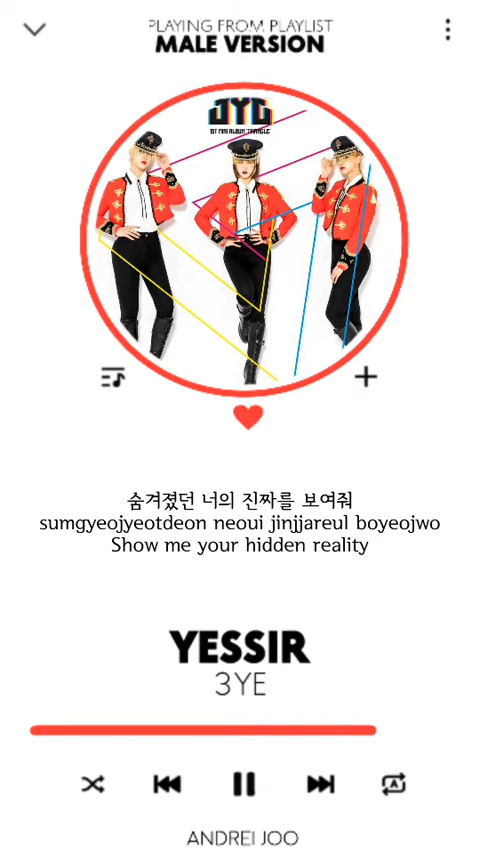 PLAYING FROM PLAYLIST
MALE VERSION
JYG
1ST MINI ALBUM 'TRIANGLE'
숨겨졌던 너의 진짜를 보여줘
sumgyeojyeotdeon neoui jinjjareul boyeojwo
Show me your hidden reality
YESSIR
3YE
A
ANDREI JOO